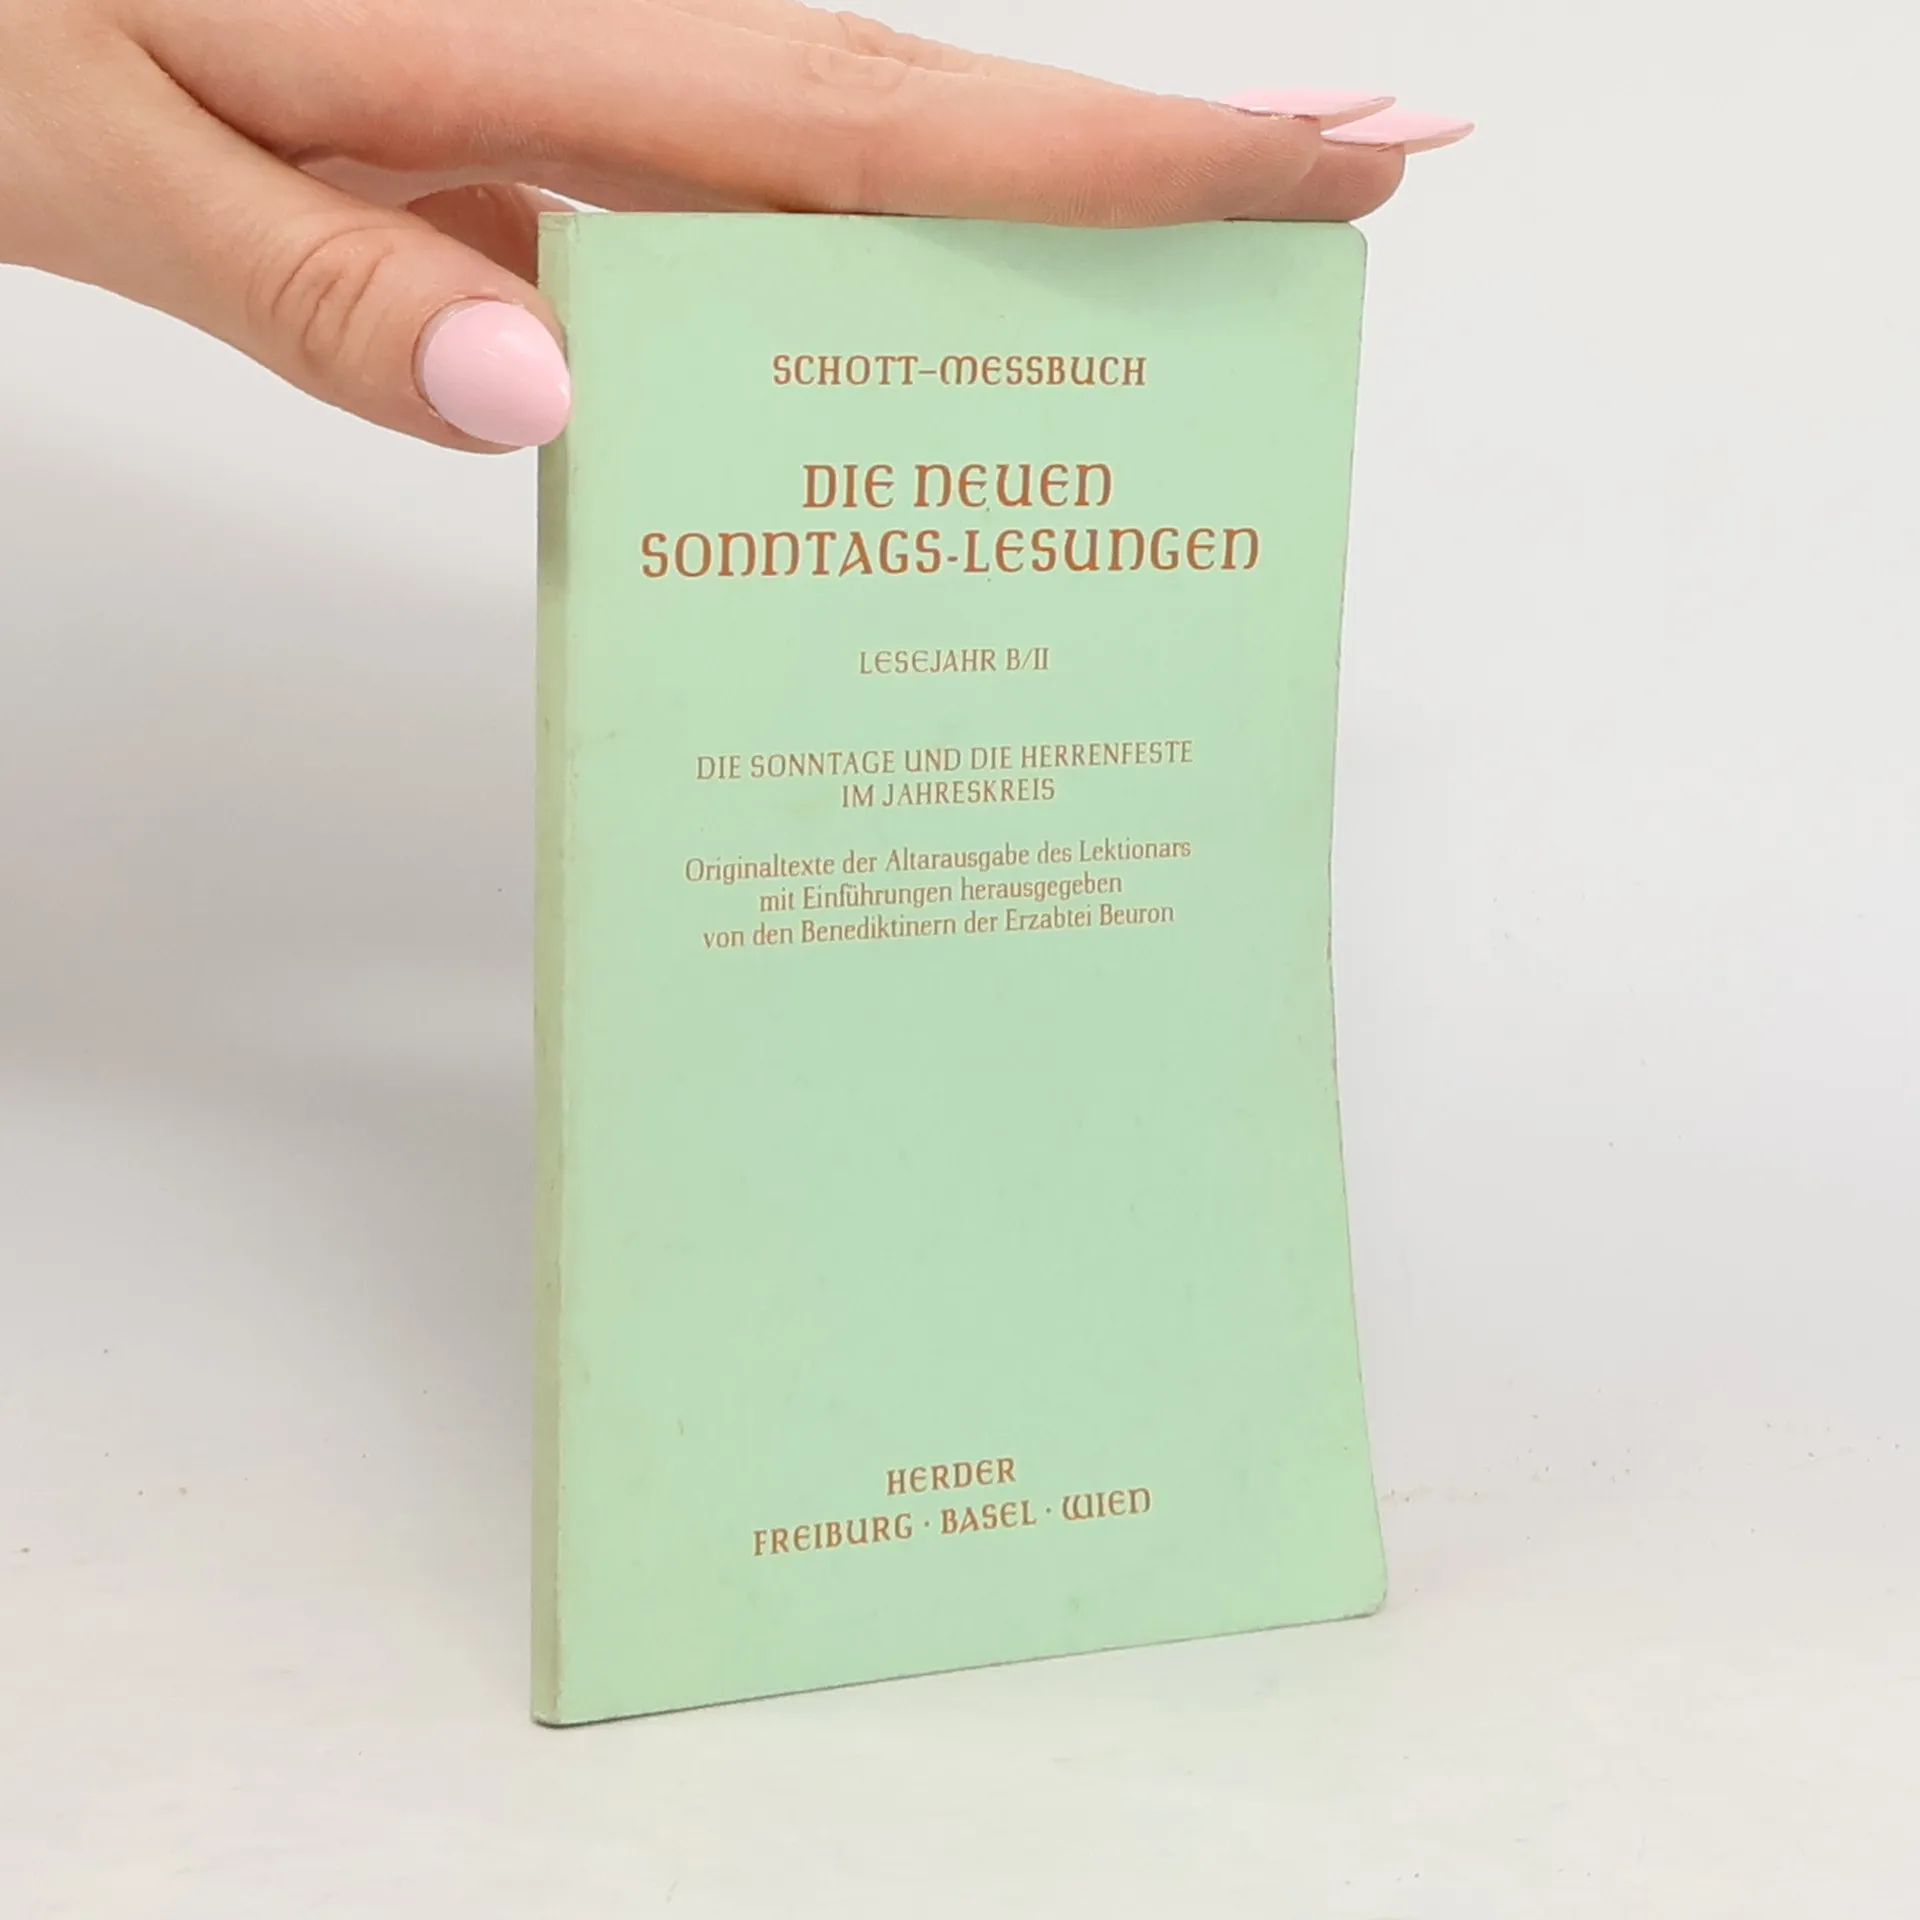 SCHOTT–MESSBUCH
DIE NEUEN
SONNTAGS-LESUNGEN
LESEJAHR B/II
DIE SONNTAGE UND DIE HERRENFESTE
IM JAHRESKREIS
Originaltexte der Altarausgabe des Lektionars
mit Einführungen herausgegeben
von den Benediktinern der Erzabtei Beuron
HERDER
FREIBURG · BASEL · WIEN